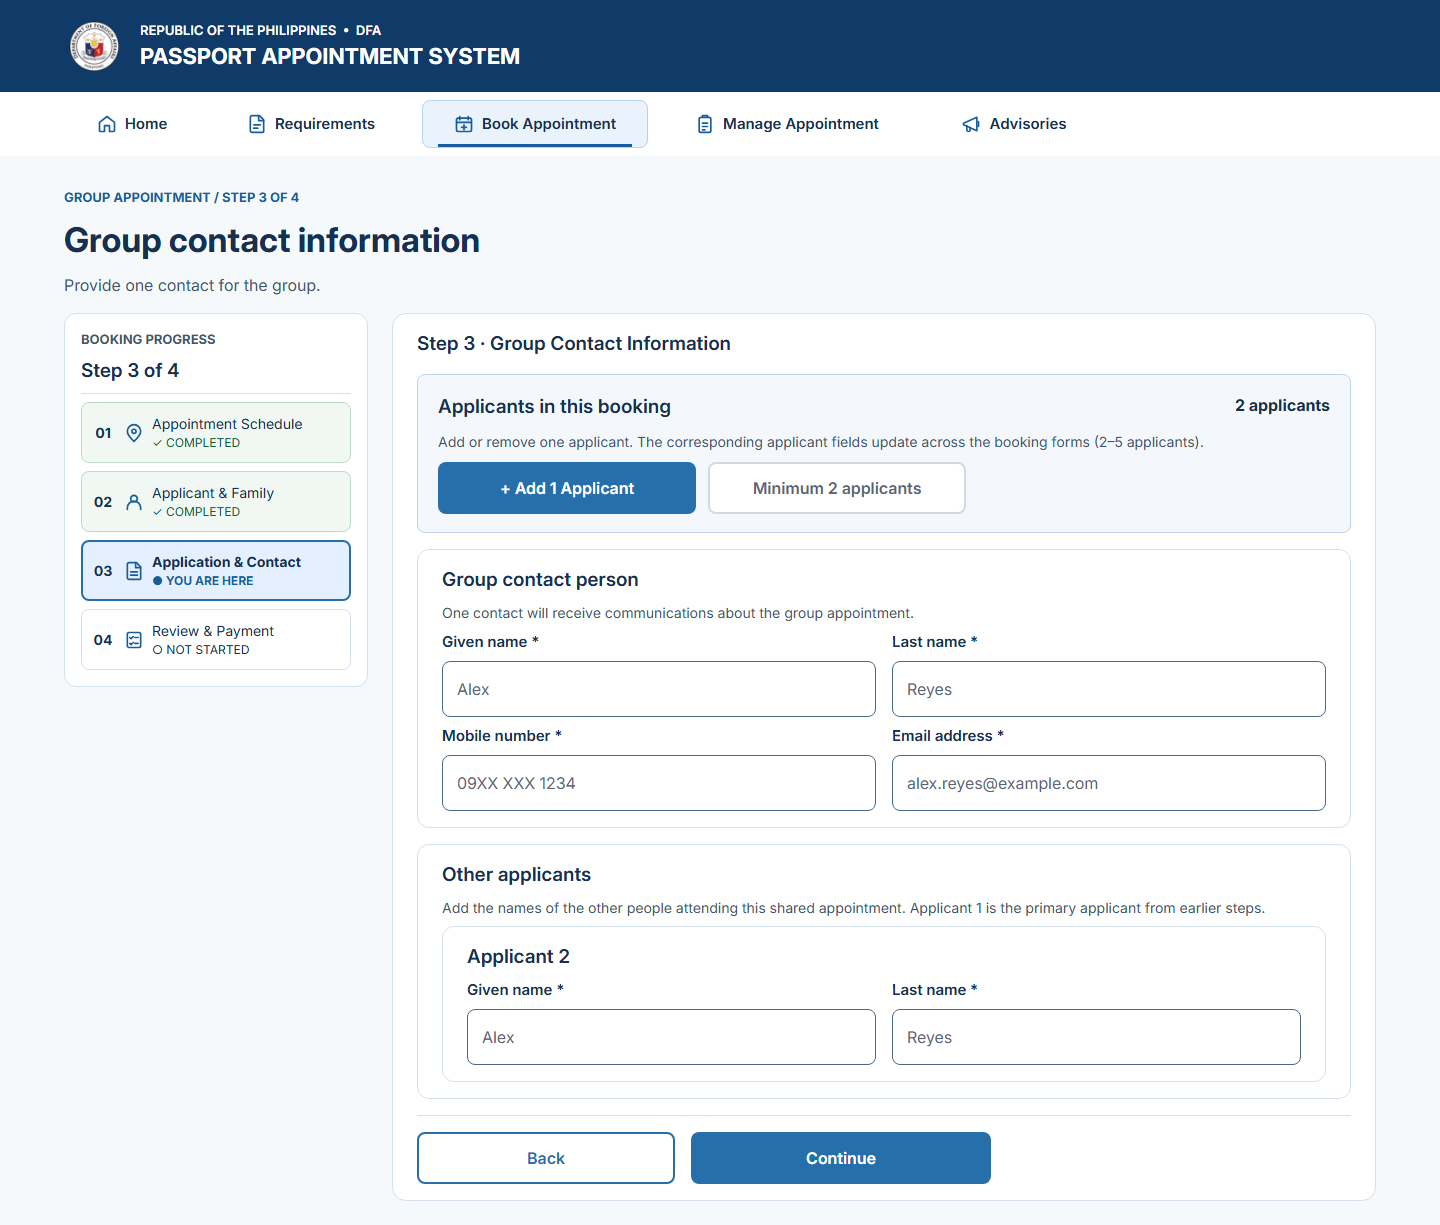 REPUBLIC OF THE PHILIPPINES • DFA
PASSPORT APPOINTMENT SYSTEM
Home
Requirements
Book Appointment
Manage Appointment
Advisories
GROUP APPOINTMENT / STEP 3 OF 4
Group contact information
Provide one contact for the group.
BOOKING PROGRESS
Step 3 of 4
01
Appointment Schedule
✓ COMPLETED
02
Applicant & Family
✓ COMPLETED
03
Application & Contact
● YOU ARE HERE
04
Review & Payment
○ NOT STARTED
Step 3 · Group Contact Information
Applicants in this booking
2 applicants
Add or remove one applicant. The corresponding applicant fields update across the booking forms (2–5 applicants).
+ Add 1 Applicant
Minimum 2 applicants
Group contact person
One contact will receive communications about the group appointment.
Given name *
Last name *
Alex
Reyes
Mobile number *
Email address *
09XX XXX 1234
alex.reyes@example.com
Other applicants
Add the names of the other people attending this shared appointment. Applicant 1 is the primary applicant from earlier steps.
Applicant 2
Given name *
Last name *
Alex
Reyes
Back
Continue